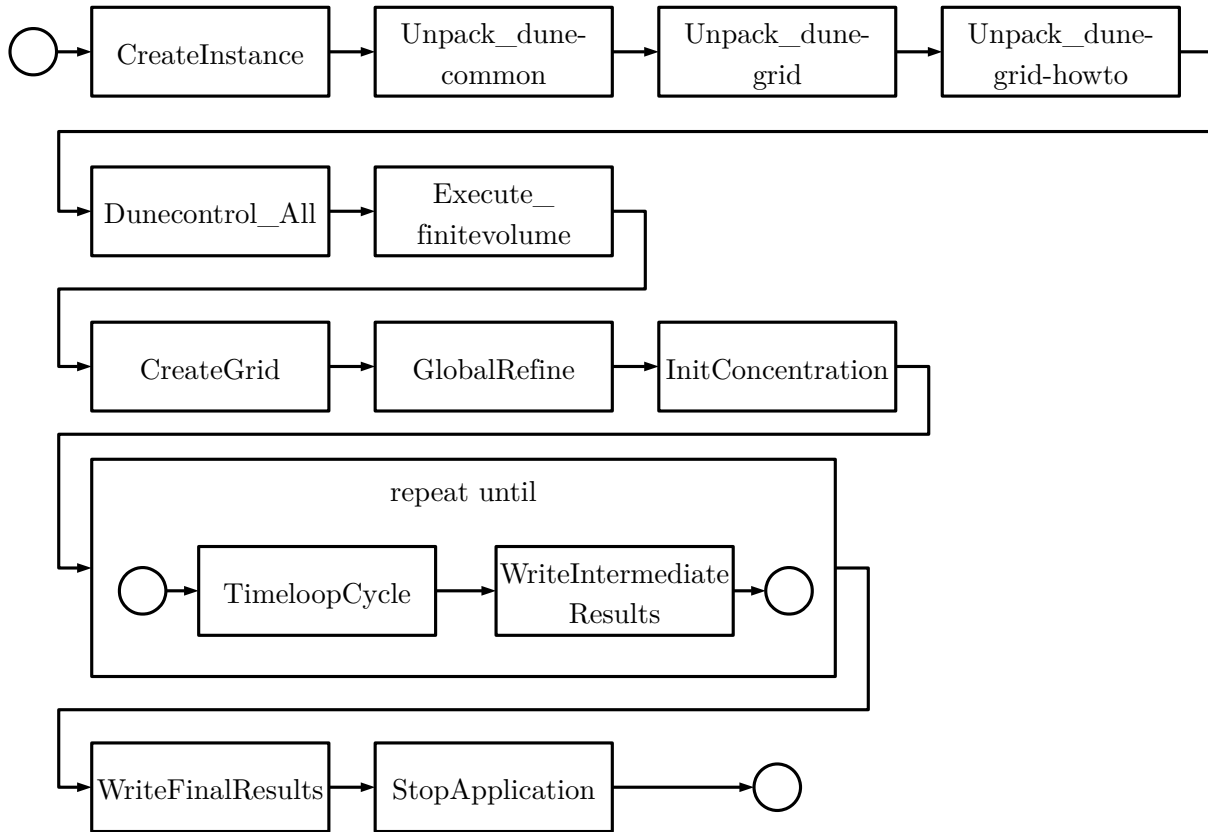 CreateInstance
Unpack_dune-
common
Unpack_dune-
grid
Unpack_dune-
grid-howto
Dunecontrol_All
Execute_
finitevolume
CreateGrid
GlobalRefine
InitConcentration
repeat until
TimeloopCycle
WriteIntermediate
Results
WriteFinalResults
StopApplication